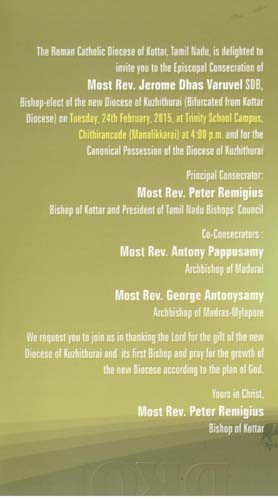 The Roman Catholic Diocese of Kottar, Tamil Nadu, is delighted to
invite you to the Episcopal Consecration of
Most Rev. Jerome Dhas Varuvel SDB,
Bishop-elect of the new Diocese of Kuzhithurai (Bifurcated from Kottar
Diocese) on Tuesday, 24th February, 2015, at Trinity School Campus,
Chithirancode (Manalikkarai) at 4:00 p.m. and for the
Canonical Possession of the Diocese of Kuzhithurai
Principal Consecrator:
Most Rev. Peter Remigius
Bishop of Kottar and President of Tamil Nadu Bishops' Council
Co-Consecrators :
Most Rev. Antony Pappusamy
Archbishop of Madurai
Most Rev. George Antonysamy
Archbishop of Madras-Mylapore
We request you to join us in thanking the Lord for the gift of the new
Diocese of Kuzhithurai and its first Bishop and pray for the growth of
the new Diocese according to the plan of God.
Yours in Christ,
Most Rev. Peter Remigius
Bishop of Kottar